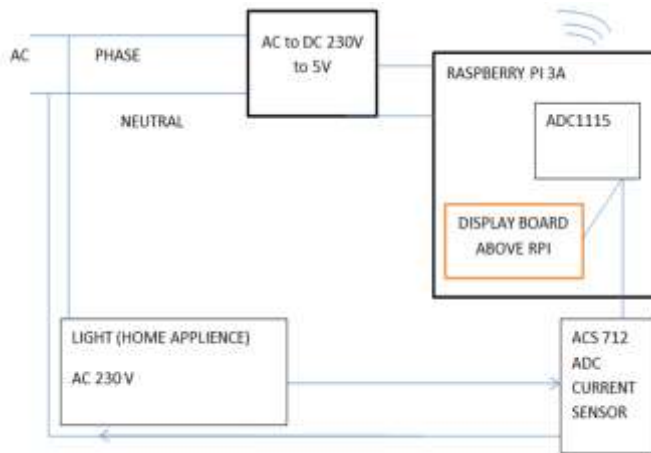 AC to DC 230V
to 5V
AC
PHASE
NEUTRAL
RASPBERRY PI 3A
ADC1115
DISPLAY BOARD
ABOVE RPI
LIGHT (HOME APPLIENCE)
AC 230 V
ACS 712
ADC
CURRENT
SENSOR